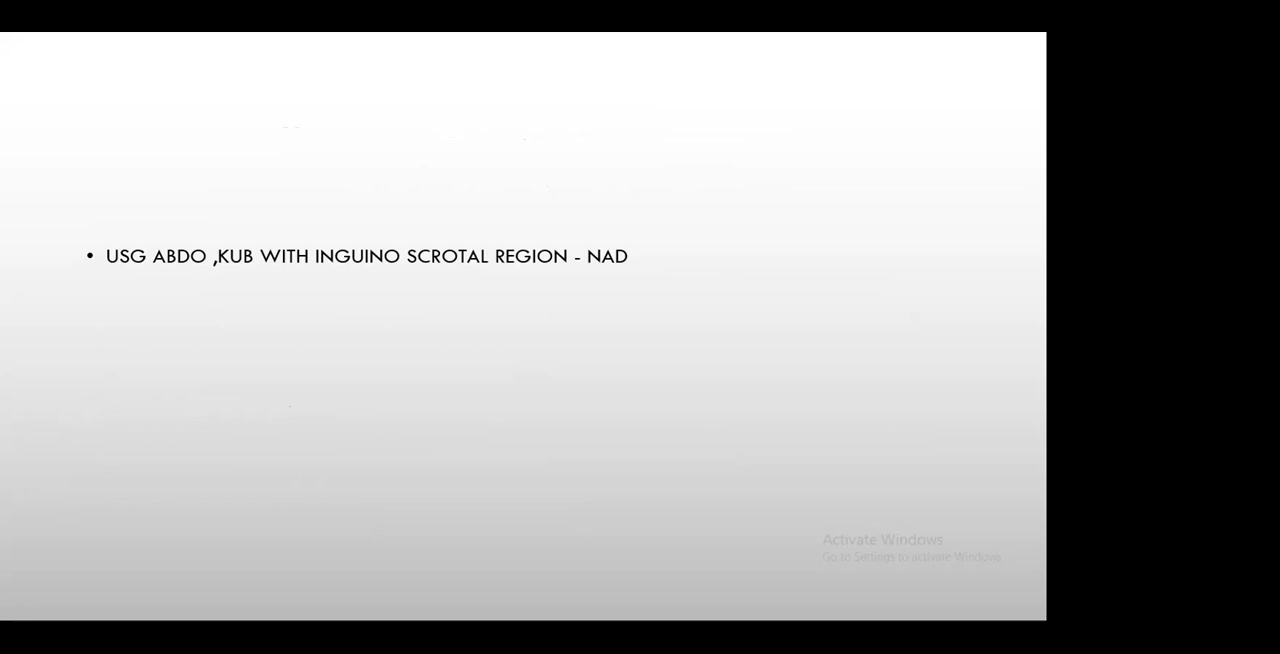 • USG ABDO ,KUB WITH INGUINO SCROTAL REGION - NAD
Activate Windows
Go to Settings to activate Windows